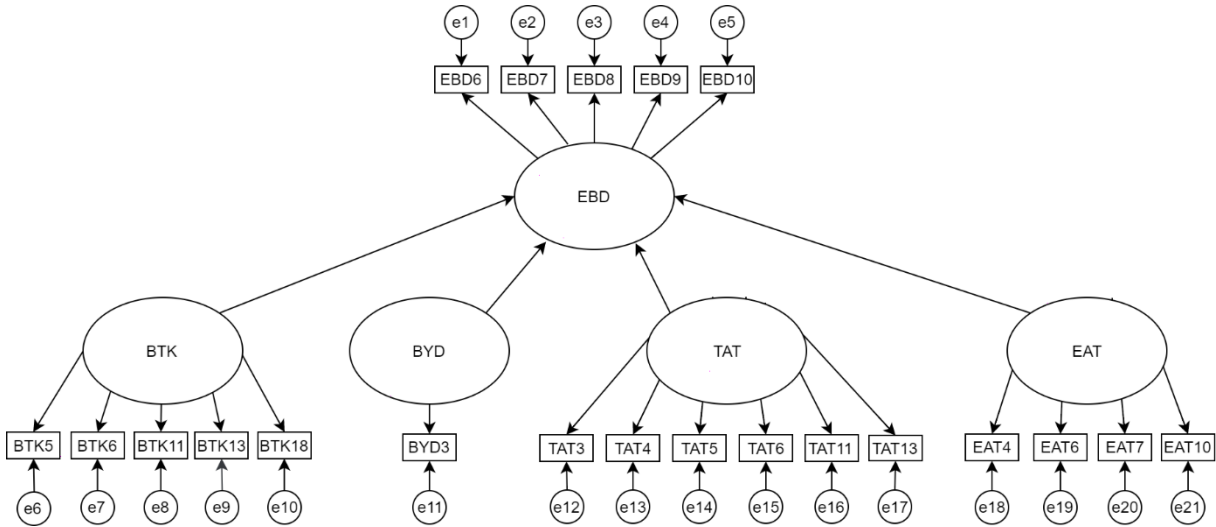 e1 e2 e3 e4 e5
EBD6 EBD7 EBD8 EBD9 EBD10
EBD
BTK BYD TAT EAT
BTK5 BTK6 BTK11 BTK13 BTK18 BYD3 TAT3 TAT4 TAT5 TAT6 TAT11 TAT13 EAT4 EAT6 EAT7 EAT10
e6 e7 e8 e9 e10 e11 e12 e13 e14 e15 e16 e17 e18 e19 e20 e21